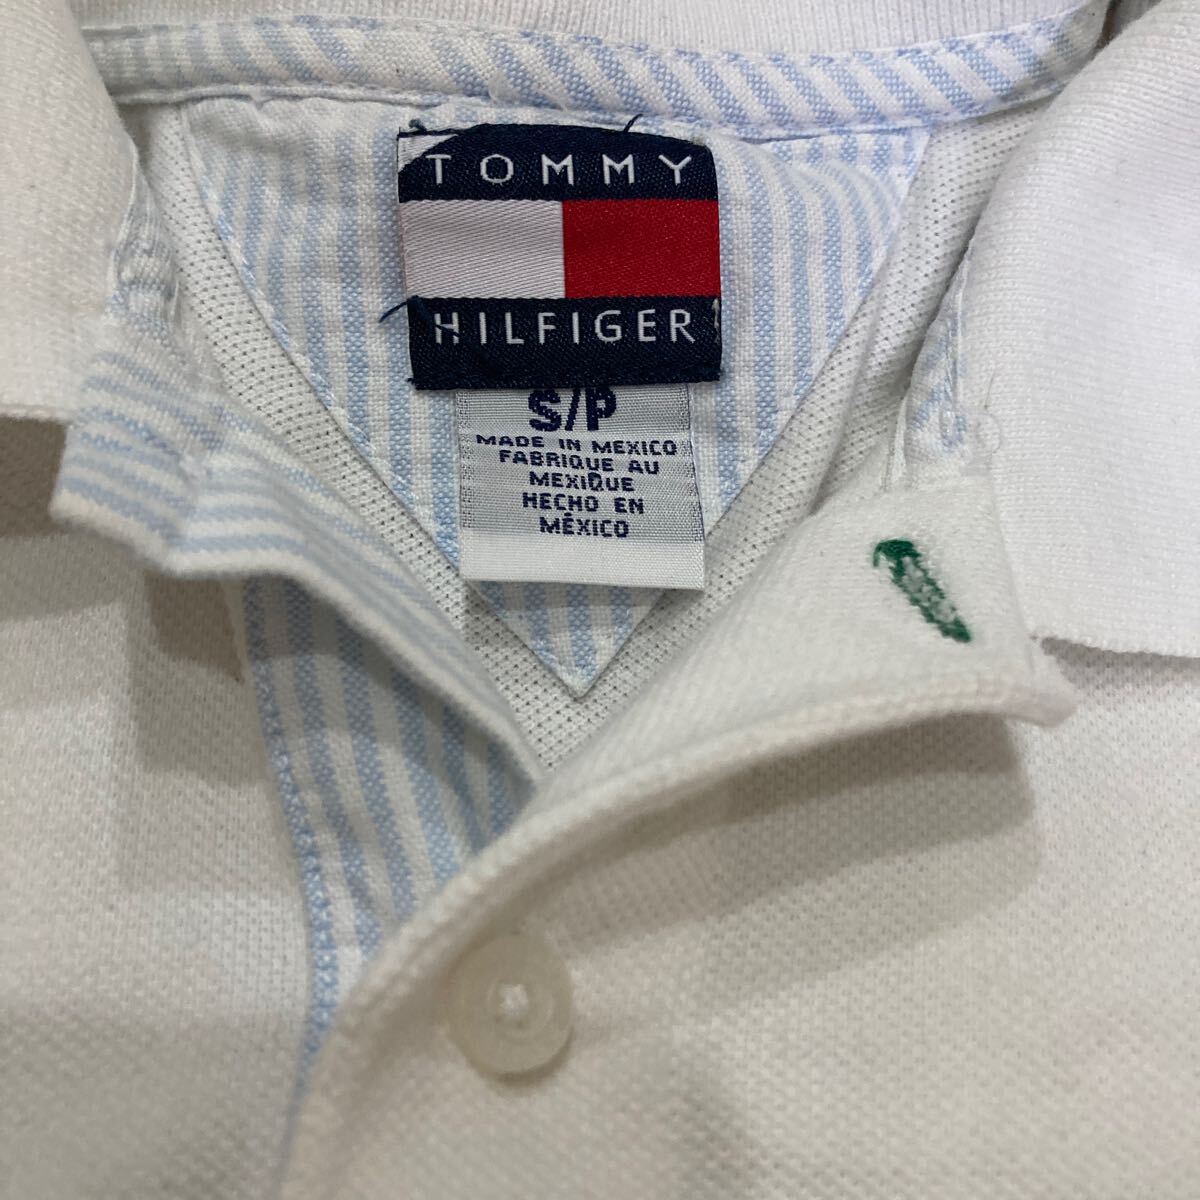 TOMMY
HILFIGER
S/P
MADE IN MEXICO
FABRIQUE AU
MEXIQUE
HECHO EN
MÉXICO